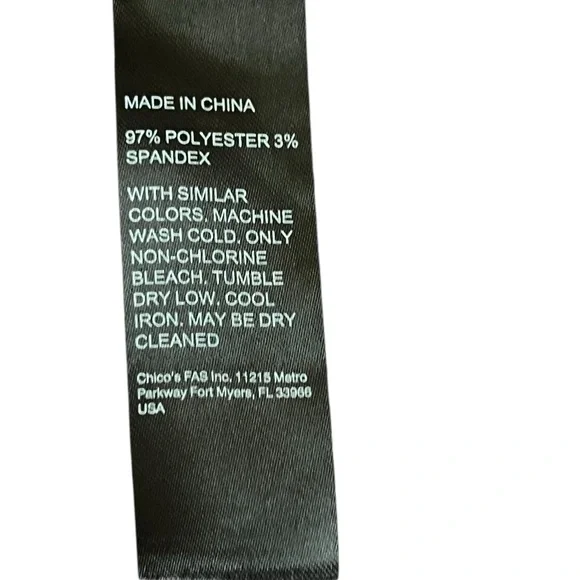 MADE IN CHINA
97% POLYESTER 3%
SPANDEX
WITH SIMILAR
COLORS. MACHINE
WASH COLD. ONLY
NON-CHLORINE
BLEACH. TUMBLE
DRY LOW. COOL
IRON. MAY BE DRY
CLEANED
Chico's FAS Inc. 11215 Metro
Parkway Fort Myers, FL 33966
USA